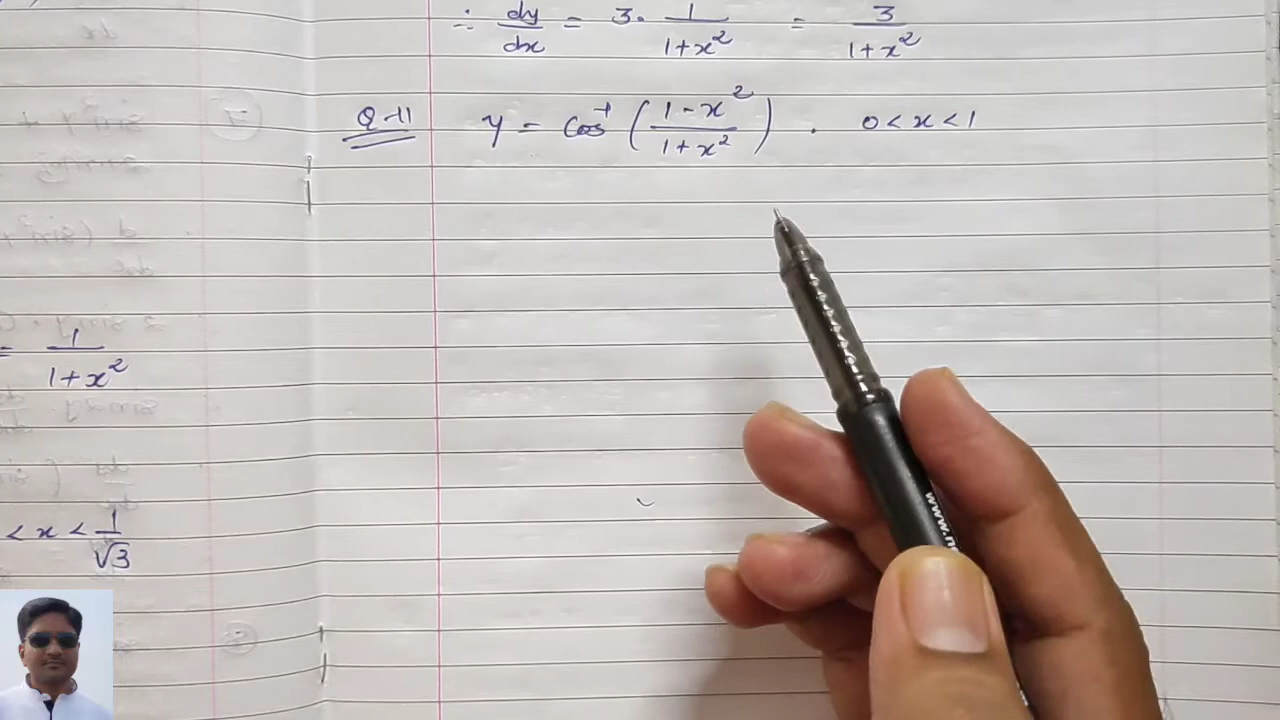 ∴ dy/dx = 3 · 1/(1+x²) = 3/(1+x²)
Q-11 y = cos⁻¹ ((1-x²)/(1+x²)) . 0<x<1
= 1/(1+x²)
< x < 1/√3
www.n